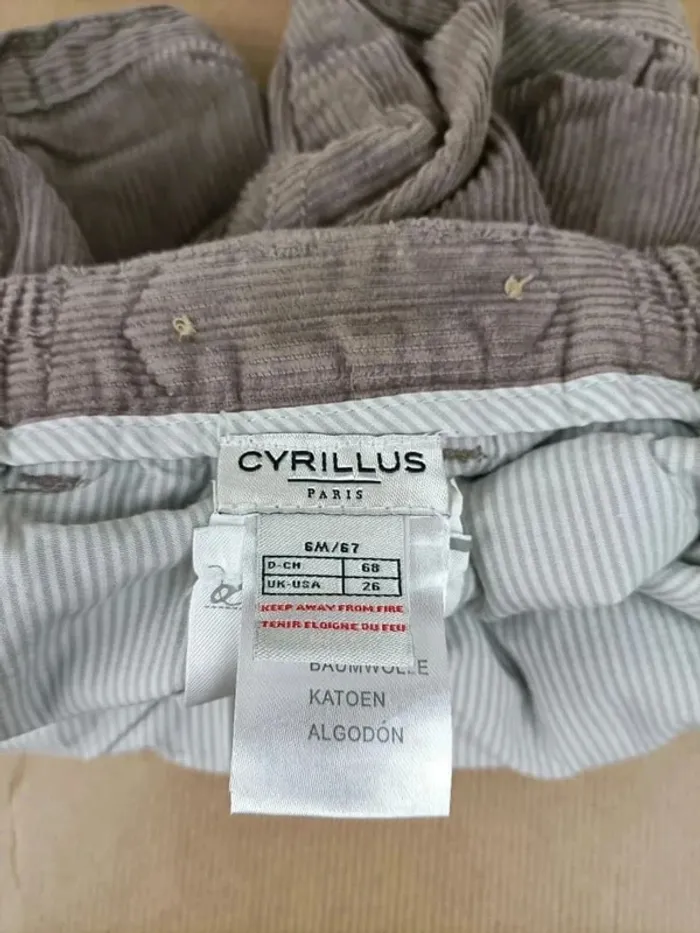 CYRILLUS
PARIS
6M/67
D-CH 68
UK-USA 26
KEEP AWAY FROM FIRE
TENIR ELOIGNE DU FEU
BAUMWOLLE
KATOEN
ALGODÓN